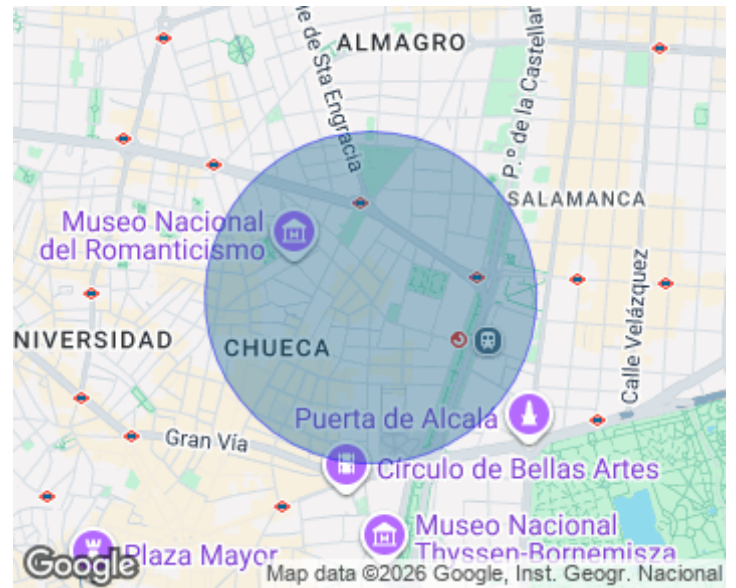 ALMAGRO
je de Sta Engracia
P.º de la Castellan
SALAMANCA
Museo Nacional
del Romanticismo
Calle Velázquez
NIVERSIDAD
CHUECA
Puerta de Alcalá
Gran Vía
Círculo de Bellas Artes
Museo Nacional
Thyssen-Bornemisza
Plaza Mayor
Google
Map data ©2026 Google, Inst. Geogr. Nacional